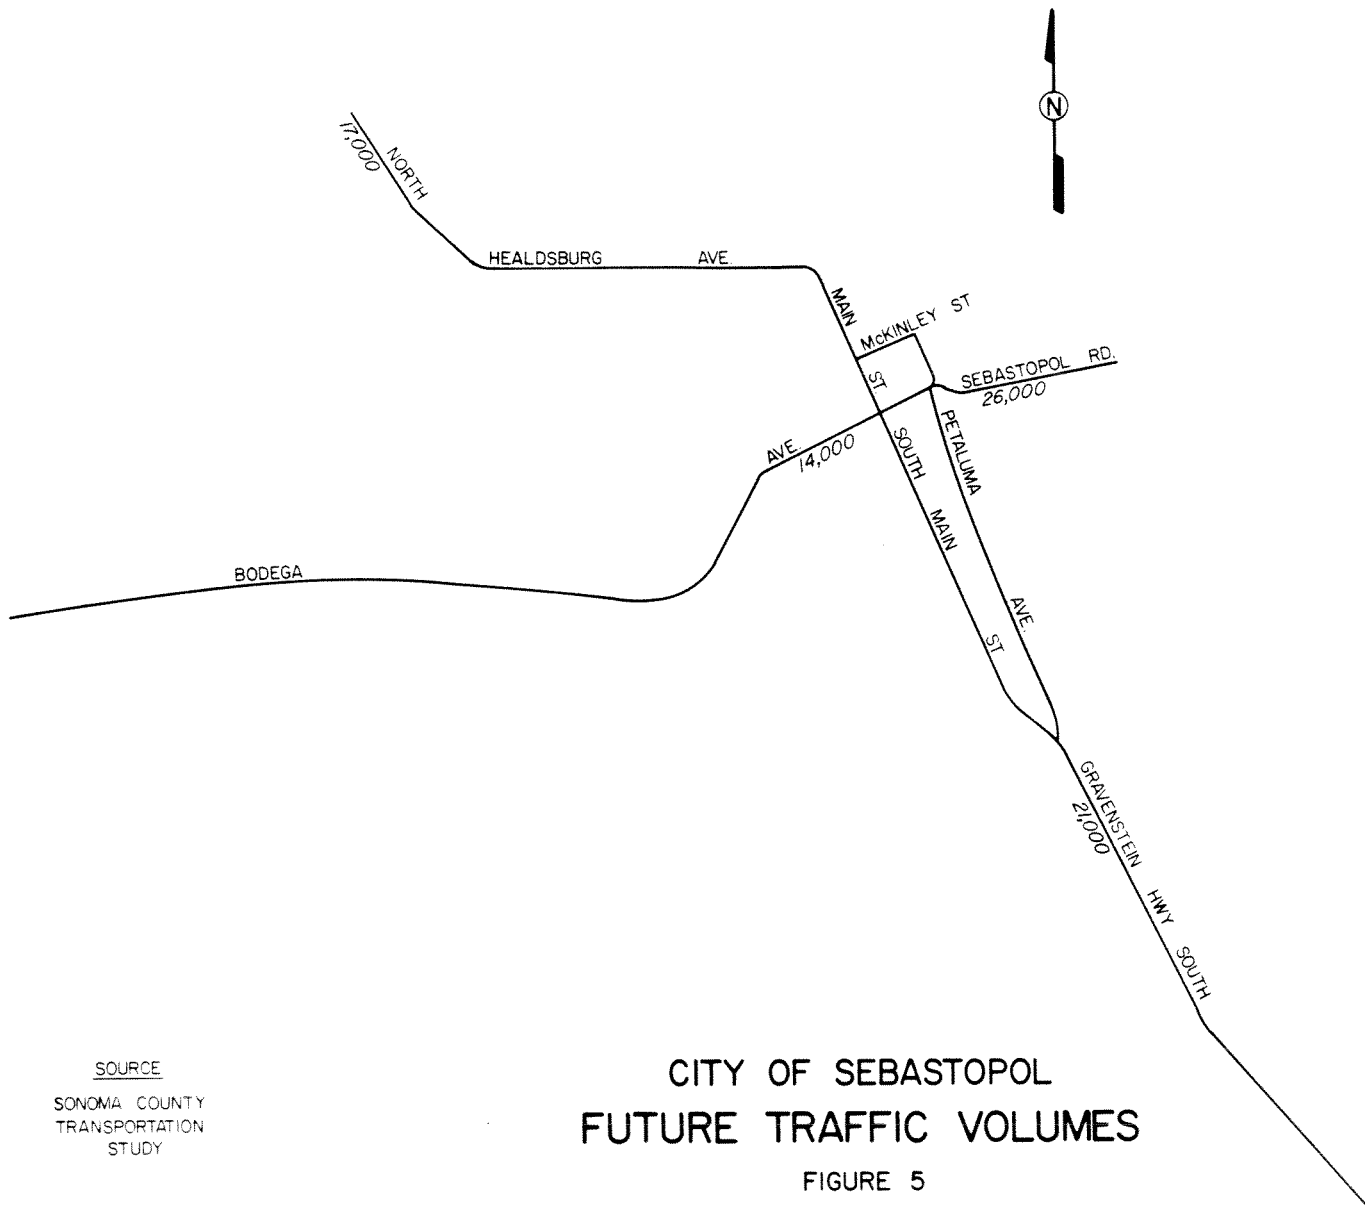 N
17,000
NORTH
HEALDSBURG AVE.
MAIN ST.
McKINLEY ST
SEBASTOPOL RD.
26,000
AVE.
14,000
PETALUMA AVE.
SOUTH MAIN ST
BODEGA
GRAVENSTEIN HWY SOUTH
21,000
SOURCE
SONOMA COUNTY
TRANSPORTATION
STUDY
CITY OF SEBASTOPOL
FUTURE TRAFFIC VOLUMES
FIGURE 5